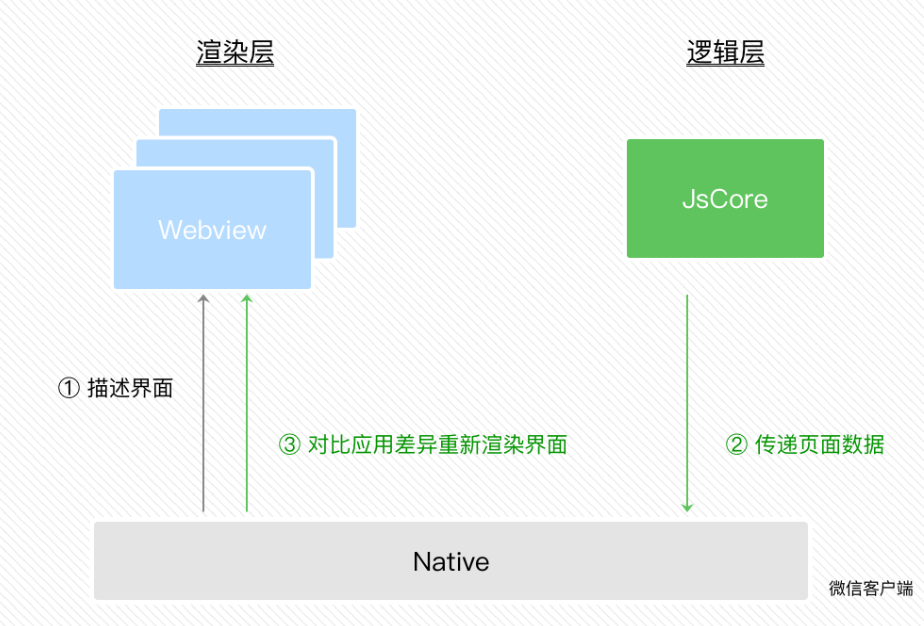 渲染层
逻辑层
Webview
JsCore
① 描述界面
③ 对比应用差异重新渲染界面
② 传递页面数据
Native
微信客户端